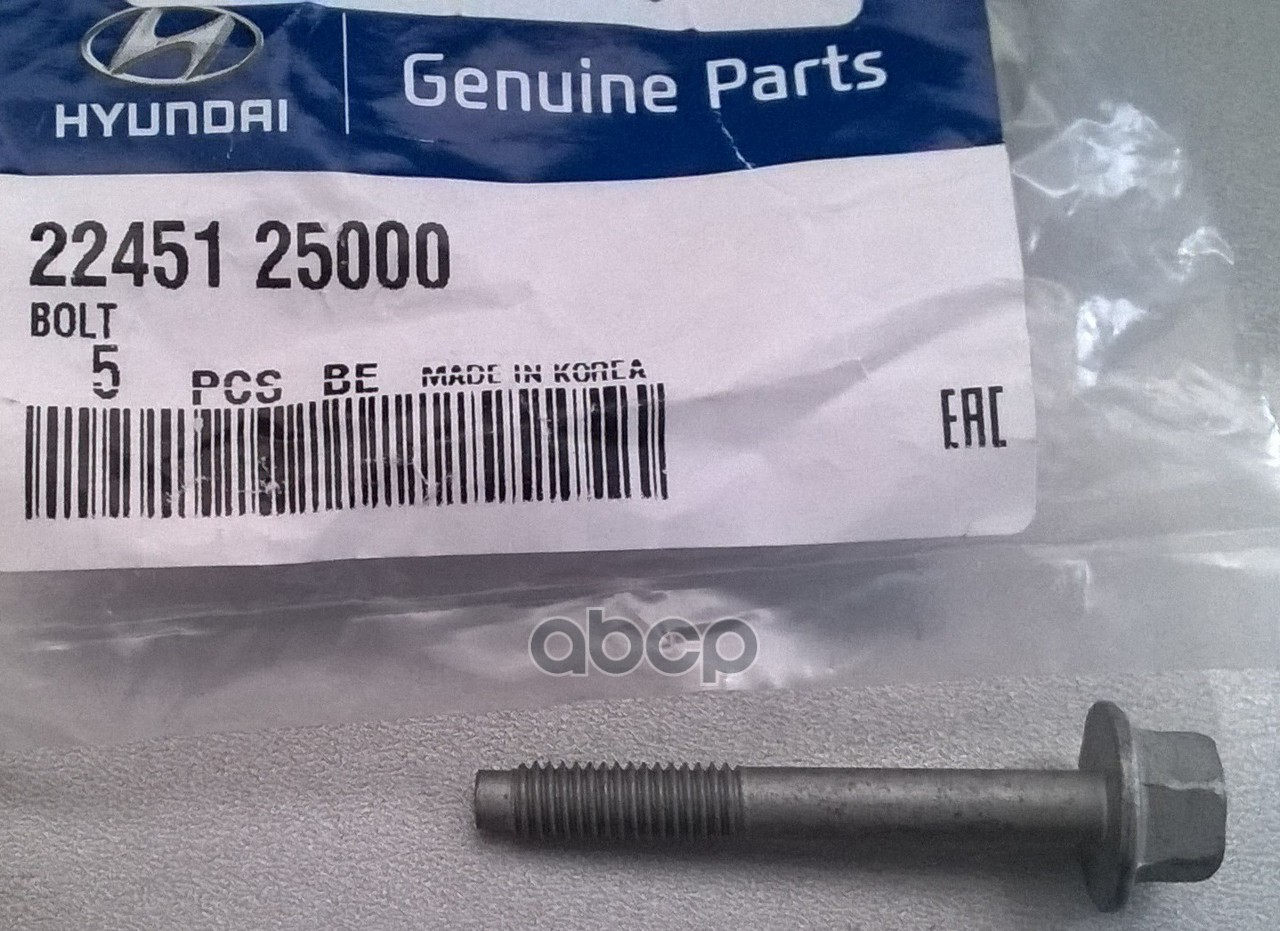 HYUNDAI
Genuine Parts
22451 25000
BOLT
5 PCS BE MADE IN KOREA
EAC
abcp